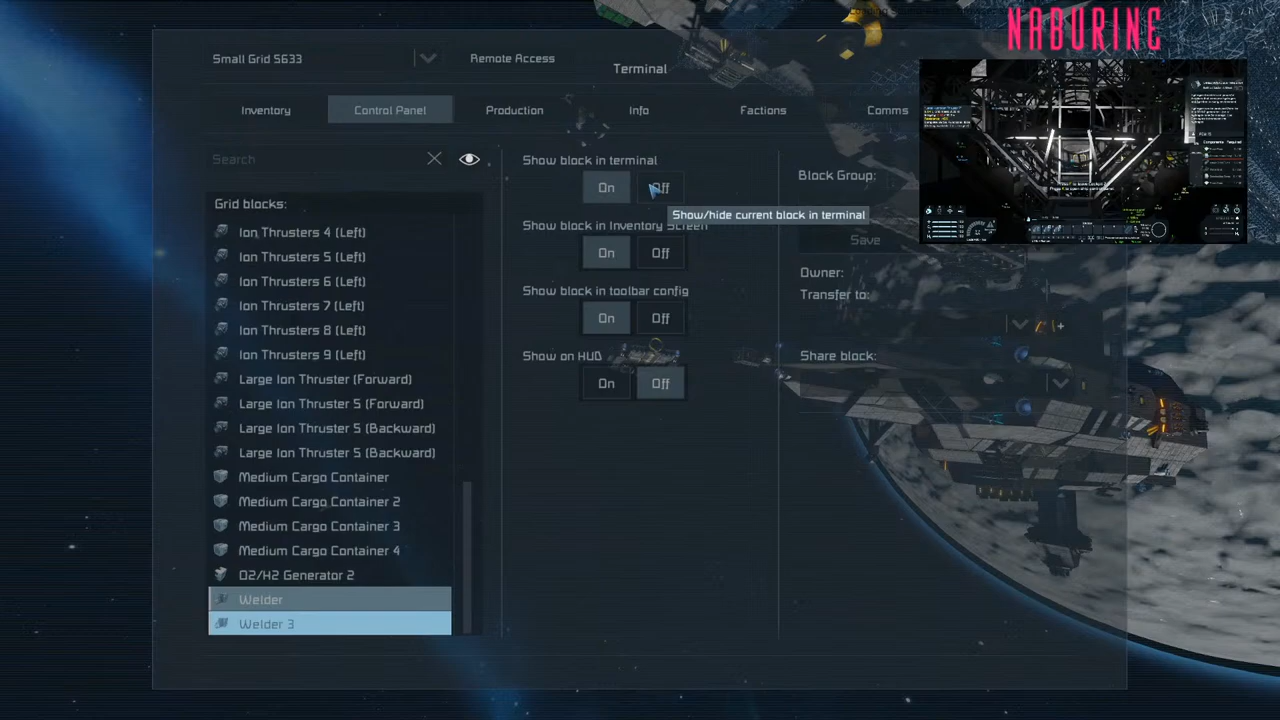 NABURINE
Small Grid 5633
Remote Access
Terminal
Inventory
Control Panel
Production
Info
Factions
Comms
Search
Show block in terminal
On
Off
Show/hide current block in terminal
Show block in Inventory Screen
On
Off
Show block in toolbar config
On
Off
Show on HUD
On
Off
Block Group:
Save
Owner:
Transfer to:
Share block:
Grid blocks:
Ion Thrusters 4 (Left)
Ion Thrusters 5 (Left)
Ion Thrusters 6 (Left)
Ion Thrusters 7 (Left)
Ion Thrusters 8 (Left)
Ion Thrusters 9 (Left)
Large Ion Thruster (Forward)
Large Ion Thruster 5 (Forward)
Large Ion Thruster 5 (Backward)
Large Ion Thruster 5 (Backward)
Medium Cargo Container
Medium Cargo Container 2
Medium Cargo Container 3
Medium Cargo Container 4
O2/H2 Generator 2
Welder
Welder 3